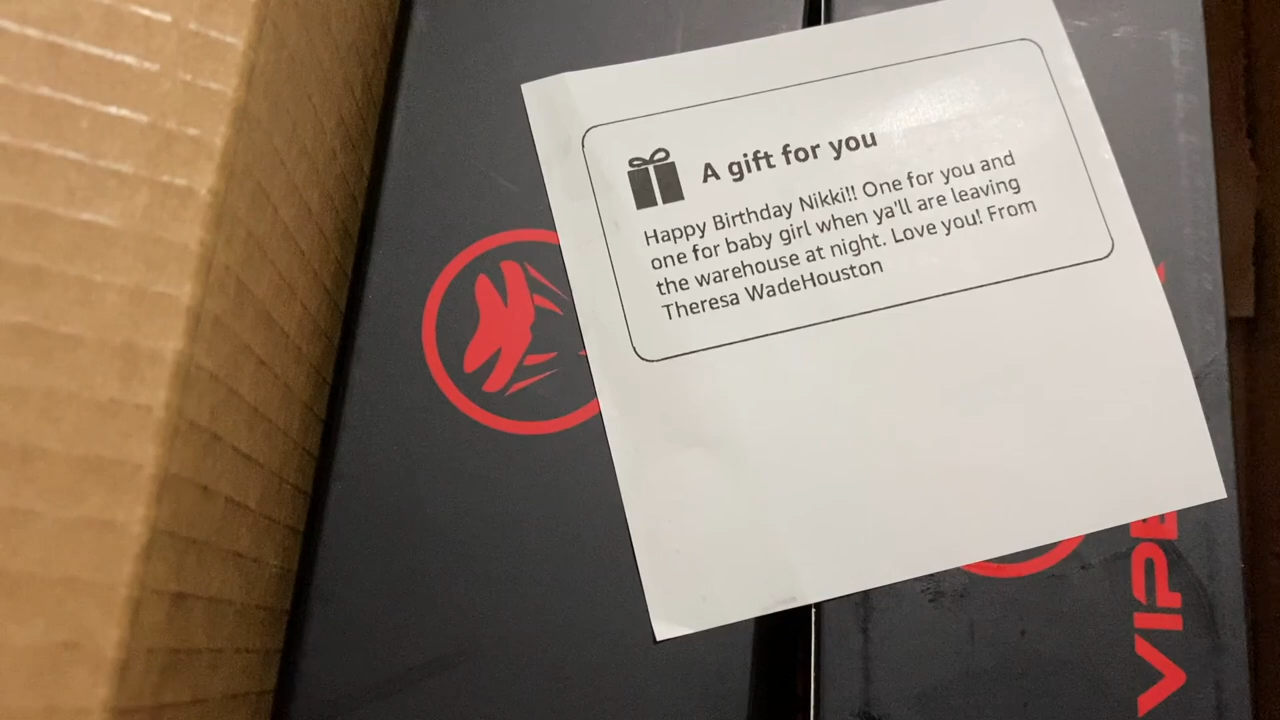 A gift for you
Happy Birthday Nikki!! One for you and
one for baby girl when ya'll are leaving
the warehouse at night. Love you! From
Theresa WadeHouston